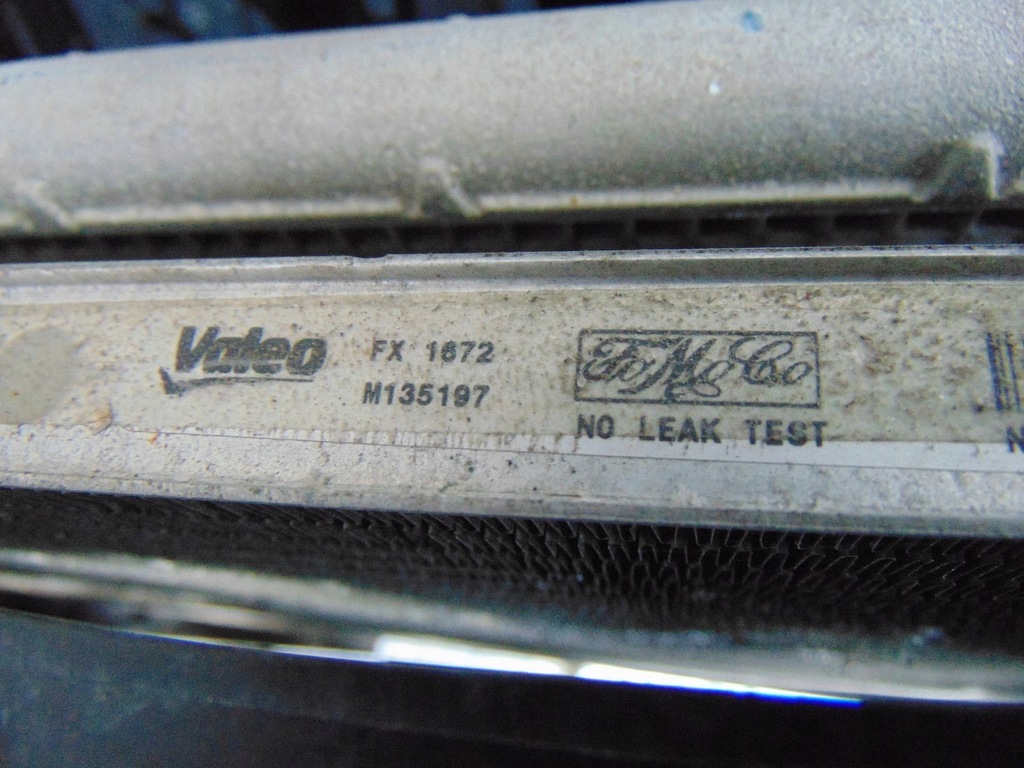 Valeo
FX 1672
M135197
FoMoCo
NO LEAK TEST
N